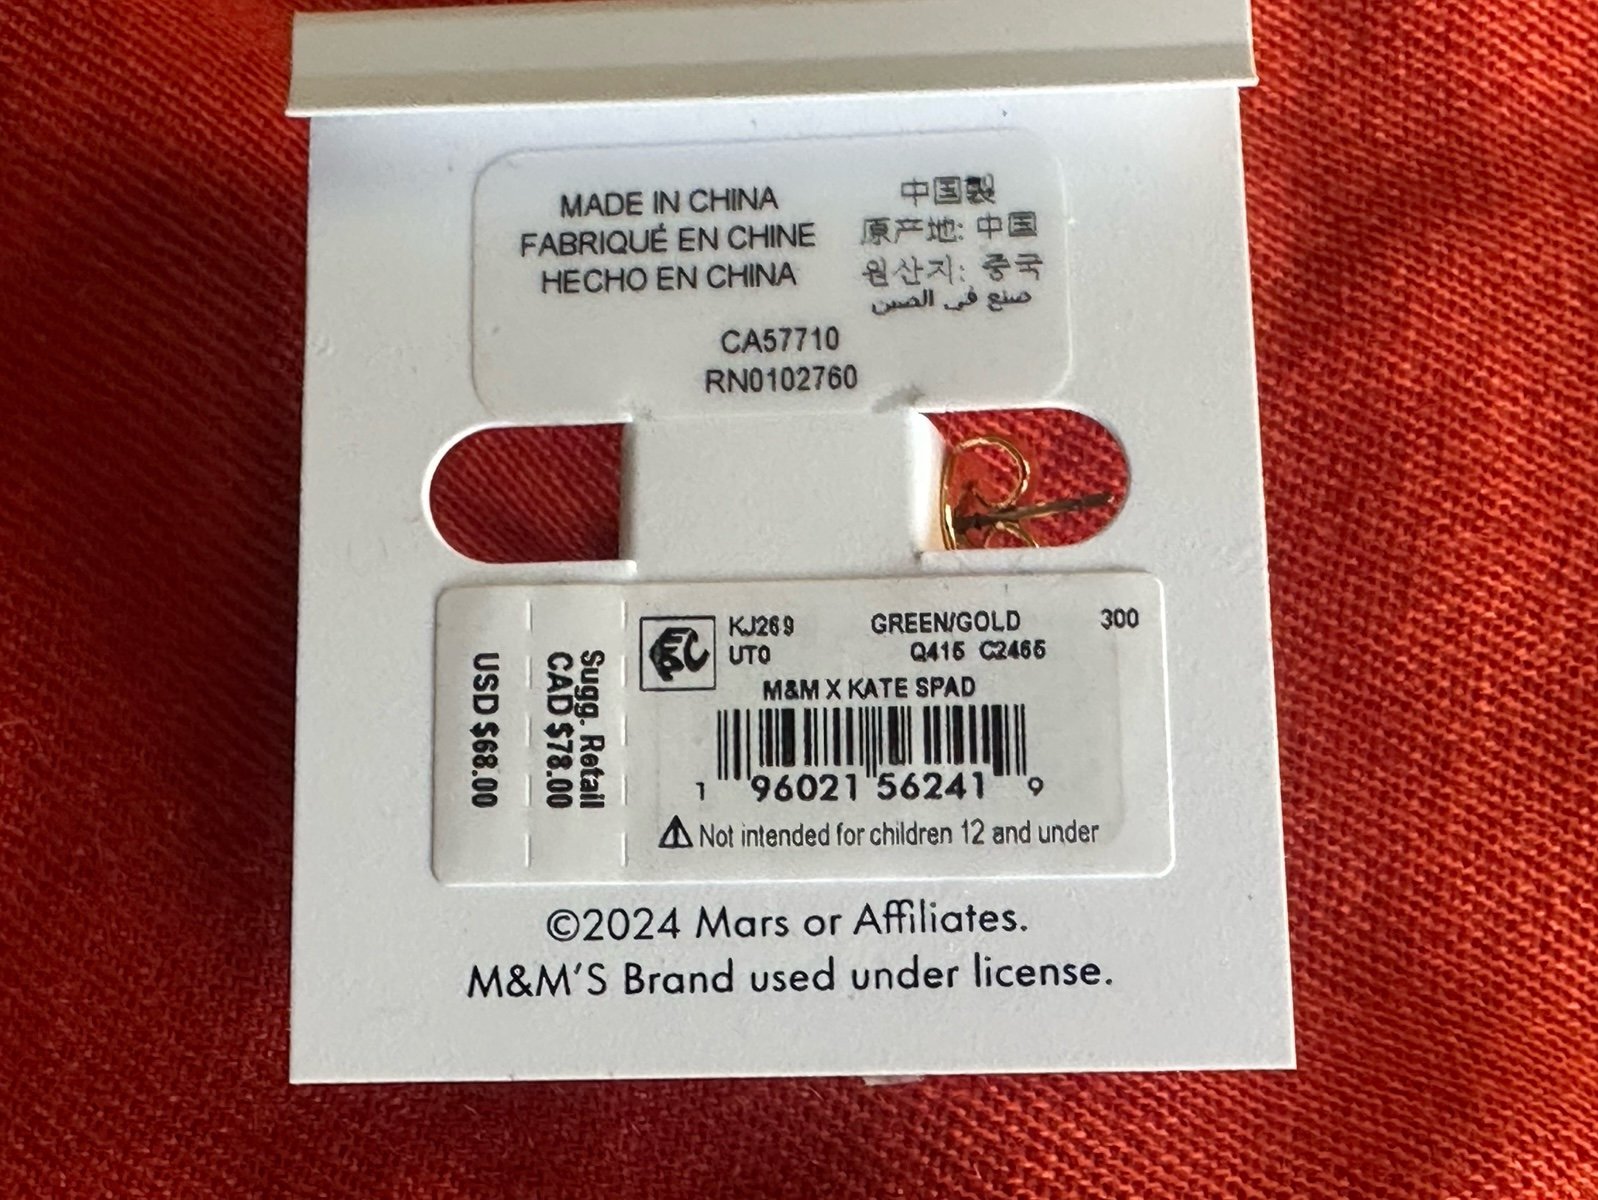 MADE IN CHINA
FABRIQUÉ EN CHINE
HECHO EN CHINA
中国製
原产地: 中国
원산지: 중국
صنع في الصين
CA57710
RN0102760
USD $68.00
Sugg. Retail
CAD $78.00
KJ269 GREEN/GOLD 300
UT0 Q415 C2465
M&M X KATE SPAD
1 96021 56241 9
⚠ Not intended for children 12 and under
©2024 Mars or Affiliates.
M&M'S Brand used under license.